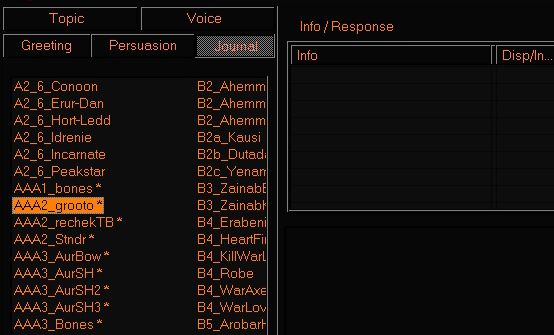 Topic
Voice
Greeting
Persuasion
Journal
A2_6_Conoon
A2_6_Erur-Dan
A2_6_Hort-Ledd
A2_6_Idrenie
A2_6_Incarnate
A2_6_Peakstar
AAA1_bones *
AAA2_grooto *
AAA2_rechekTB *
AAA2_Stndr *
AAA3_AurBow *
AAA3_AurSH *
AAA3_AurSH2 *
AAA3_AurSH3 *
AAA3_Bones *
B2_Ahemm
B2_Ahemm
B2_Ahemm
B2a_Kausi
B2b_Dutada
B2c_Yenam
B3_ZainabB
B3_ZainabK
B4_Erabeni
B4_HeartFir
B4_KillWarL
B4_Robe
B4_WarAxe
B4_WarLov
B5_ArobarH
Info / Response
Info
Disp/In...